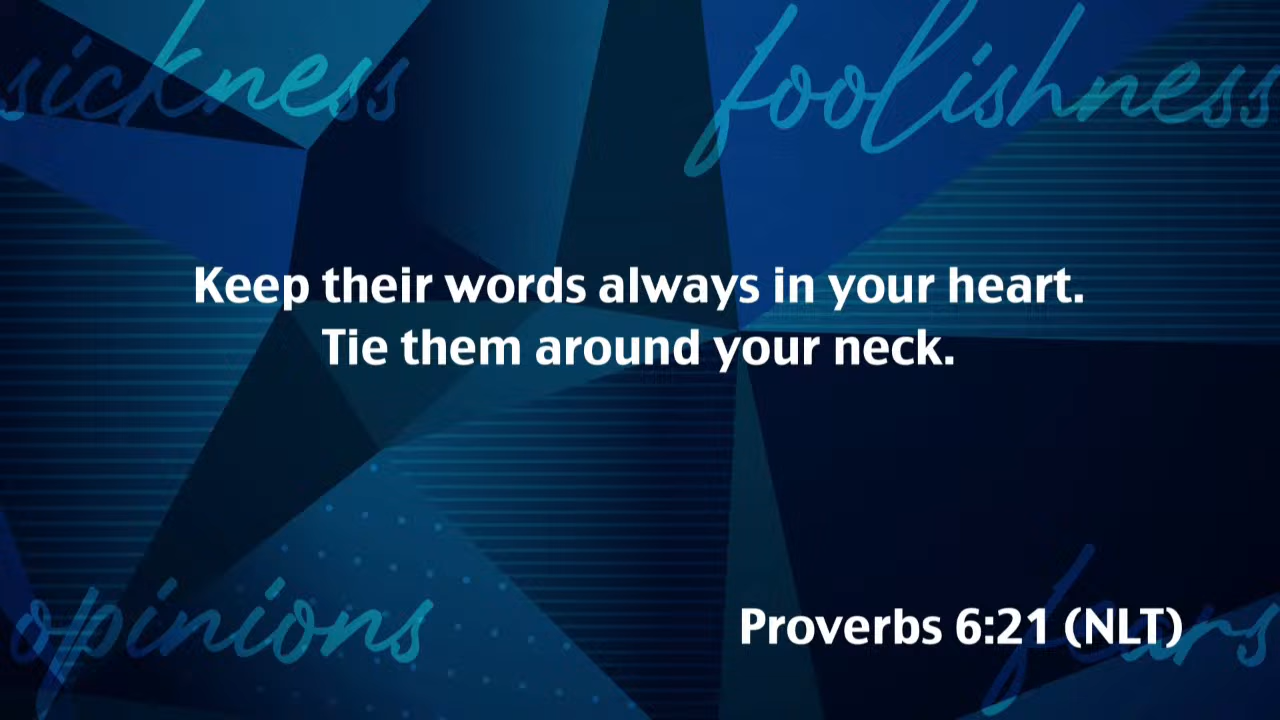 sickness
foolishness
Keep their words always in your heart.
Tie them around your neck.
opinions
Proverbs 6:21 (NLT)
fears